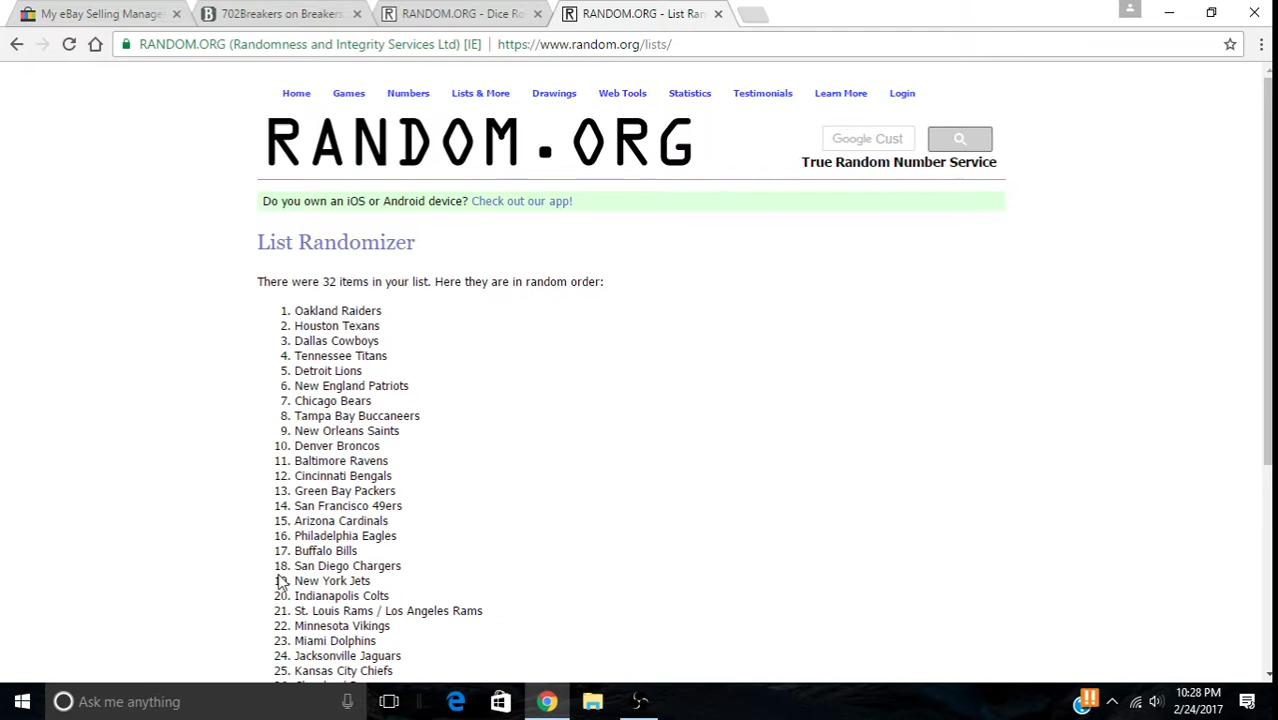 My eBay Selling Manage
702Breakers on Breakers.
RANDOM.ORG - Dice Ro
RANDOM.ORG - List Ran
RANDOM.ORG (Randomness and Integrity Services Ltd) [IE]
https://www.random.org/lists/
Home Games Numbers Lists & More Drawings Web Tools Statistics Testimonials Learn More Login
RANDOM.ORG
Google Cust
True Random Number Service
Do you own an iOS or Android device? Check out our app!
List Randomizer
There were 32 items in your list. Here they are in random order:
1. Oakland Raiders
2. Houston Texans
3. Dallas Cowboys
4. Tennessee Titans
5. Detroit Lions
6. New England Patriots
7. Chicago Bears
8. Tampa Bay Buccaneers
9. New Orleans Saints
10. Denver Broncos
11. Baltimore Ravens
12. Cincinnati Bengals
13. Green Bay Packers
14. San Francisco 49ers
15. Arizona Cardinals
16. Philadelphia Eagles
17. Buffalo Bills
18. San Diego Chargers
New York Jets
20. Indianapolis Colts
21. St. Louis Rams / Los Angeles Rams
22. Minnesota Vikings
23. Miami Dolphins
24. Jacksonville Jaguars
25. Kansas City Chiefs
Ask me anything
10:28 PM
2/24/2017